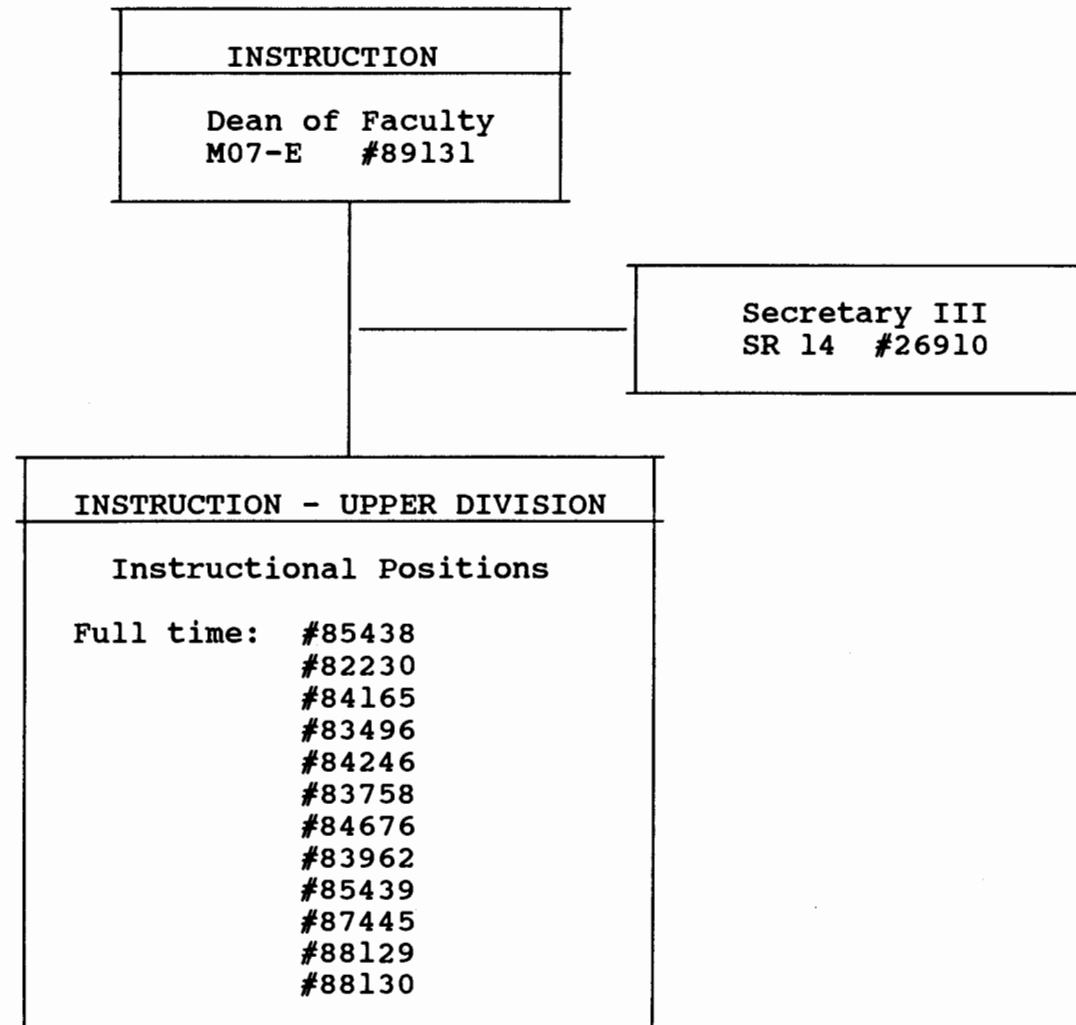 INSTRUCTION
Dean of Faculty
M07-E #89131
Secretary III
SR 14 #26910
INSTRUCTION - UPPER DIVISION
Instructional Positions
Full time: #85438
#82230
#84165
#83496
#84246
#83758
#84676
#83962
#85439
#87445
#88129
#88130